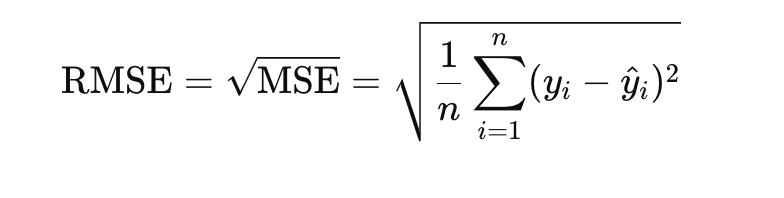 RMSE = √MSE = √(1/n ∑_{i=1}^{n} (y_i − ŷ_i)²)